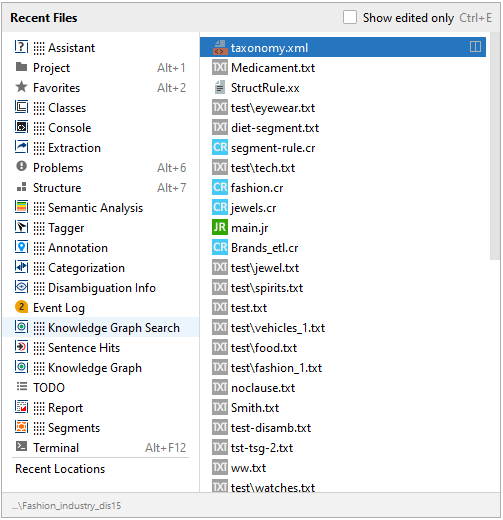 Recent Files
Show edited only Ctrl+E
Assistant
Project Alt+1
Favorites Alt+2
Classes
Console
Extraction
Problems Alt+6
Structure Alt+7
Semantic Analysis
Tagger
Annotation
Categorization
Disambiguation Info
2 Event Log
Knowledge Graph Search
Sentence Hits
Knowledge Graph
TODO
Report
Segments
Terminal Alt+F12
Recent Locations
taxonomy.xml
TXT Medicament.txt
StructRule.xx
TXT test\eyewear.txt
TXT diet-segment.txt
CR segment-rule.cr
TXT test\tech.txt
CR fashion.cr
CR jewels.cr
JR main.jr
CR Brands_etl.cr
TXT test\jewel.txt
TXT test\spirits.txt
TXT test.txt
TXT test\vehicles_1.txt
TXT test\food.txt
TXT test\fashion_1.txt
TXT noclause.txt
TXT Smith.txt
TXT test-disamb.txt
TXT tst-tsg-2.txt
TXT ww.txt
TXT test\watches.txt
...\Fashion_industry_dis15